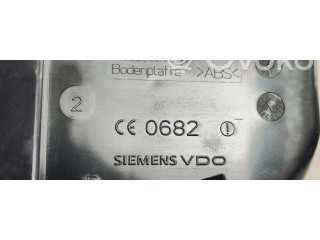 Bodenplatte >ABS<
2
CE 0682
SIEMENS VDO